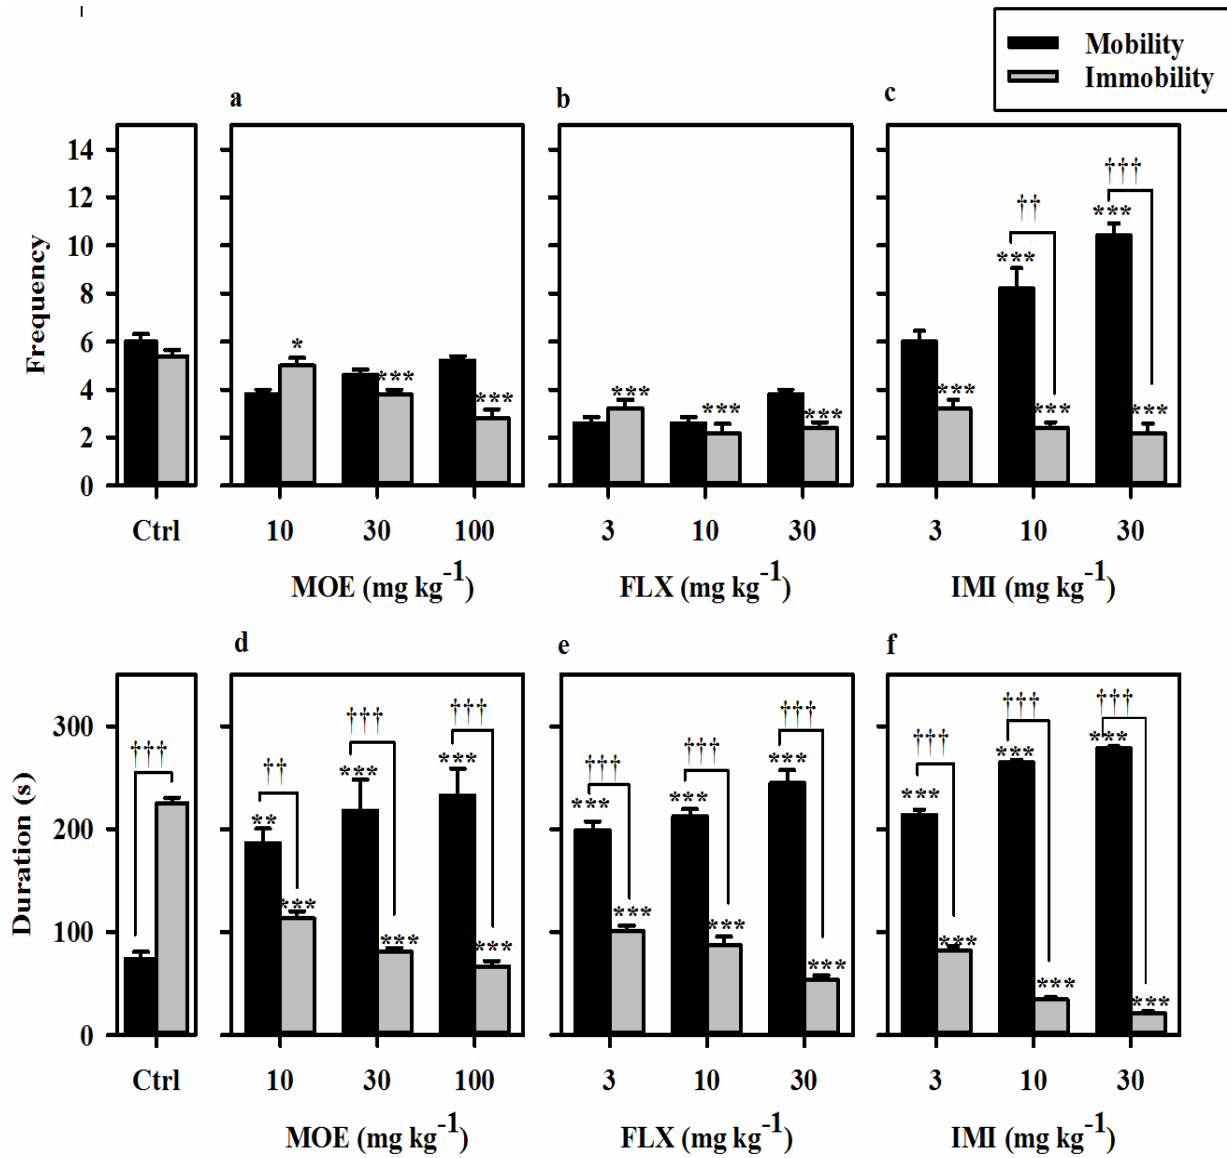 Mobility
Immobility
a b c
14
12
10
8
6
4
2
0
Frequency
†† †††
*** ***
* *** *** *** *** *** *** *** ***
Ctrl 10 30 100 3 10 30 3 10 30
MOE (mg kg-1) FLX (mg kg-1) IMI (mg kg-1)
d e f
300
200
100
0
Duration (s)
††† †† ††† ††† ††† ††† ††† ††† ††† †††
** *** *** *** *** *** *** *** ***
*** *** *** *** *** *** *** *** ***
Ctrl 10 30 100 3 10 30 3 10 30
MOE (mg kg-1) FLX (mg kg-1) IMI (mg kg-1)